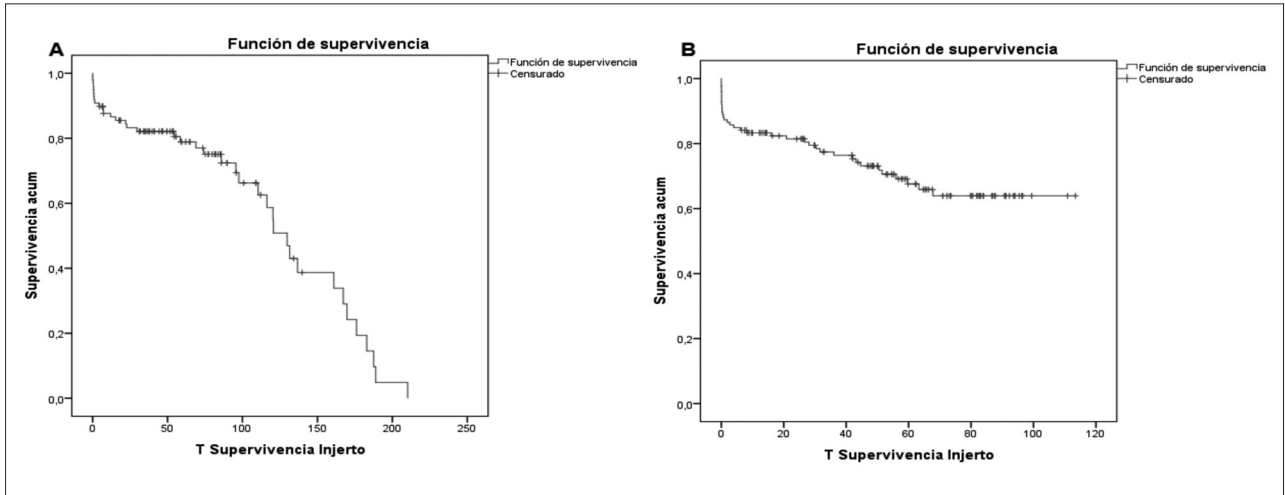 A
Función de supervivencia
Función de supervivencia
Censurado
1,0
0,8
0,6
0,4
0,2
0,0
Supervivencia acum
0 50 100 150 200 250
T Supervivencia Injerto
B
Función de supervivencia
Función de supervivencia
Censurado
1,0
0,8
0,6
0,4
0,2
0,0
Supervivencia acum
0 20 40 60 80 100 120
T Supervivencia Injerto